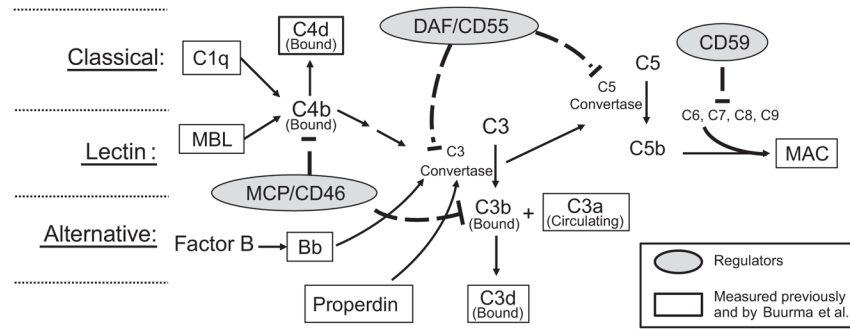 Classical:
C1q
C4d
(Bound)
DAF/CD55
CD59
C5
C5
Convertase
C6, C7, C8, C9
C4b
(Bound)
Lectin :
MBL
C3
C3
Convertase
C5b
MAC
MCP/CD46
C3b
(Bound)
+
C3a
(Circulating)
Alternative:
Factor B
Bb
Properdin
C3d
(Bound)
Regulators
Measured previously
and by Buurma et al.